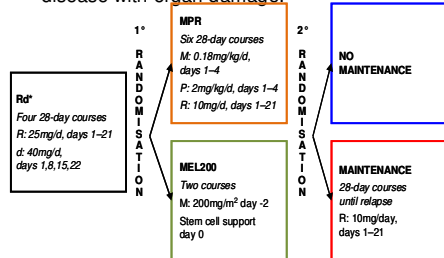 disease with organ damage.
Rd*
Four 28-day courses
R: 25mg/d, days 1–21
d: 40mg/d,
days 1,8,15,22
1°
RANDOMISATION
MPR
Six 28-day courses
M: 0.18mg/kg/d,
days 1–4
P: 2mg/kg/d, days 1–4
R: 10mg/d, days 1–21
MEL200
Two courses
M: 200mg/m² day -2
Stem cell support
day 0
2°
RANDOMISATION
NO
MAINTENANCE
MAINTENANCE
28-day courses
until relapse
R: 10mg/day,
days 1–21